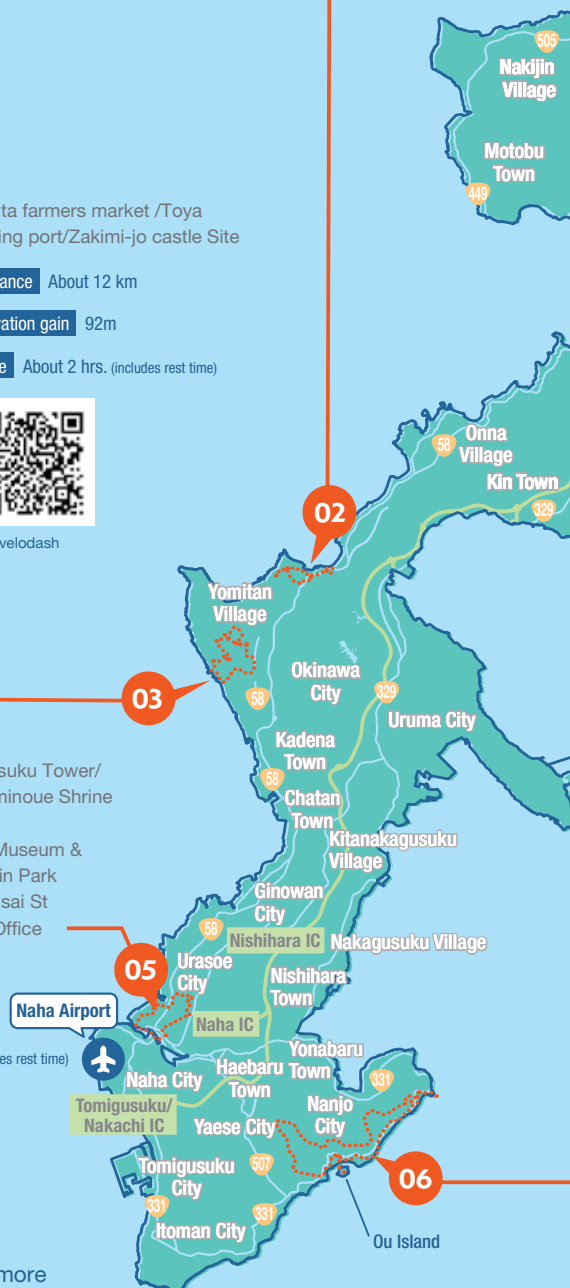 505
Nakijin
Village
Motobu
Town
449
ta farmers market /Toya
ing port/Zakimi-jo castle Site
ance About 12 km
ration gain 92m
e About 2 hrs. (includes rest time)
velodash
58
Onna
Village
Kin Town
329
02
Yomitan
Village
03
58
Okinawa
City
329
Uruma City
Kadena
Town
58
Chatan
Town
Kitanakagusuku
Village
suku Tower/
minoue Shrine
Museum &
in Park
sai St
Office
Ginowan
City
58
Nishihara IC
Nakagusuku Village
05
Urasoe
City
Nishihara
Town
Naha Airport
Naha IC
es rest time)
Naha City
Haebaru
Town
Yonabaru
Town
331
Tomigusuku/
Nakachi IC
Yaese City
Nanjo
City
Tomigusuku
City
507
06
331
331
Itoman City
Ou Island
more